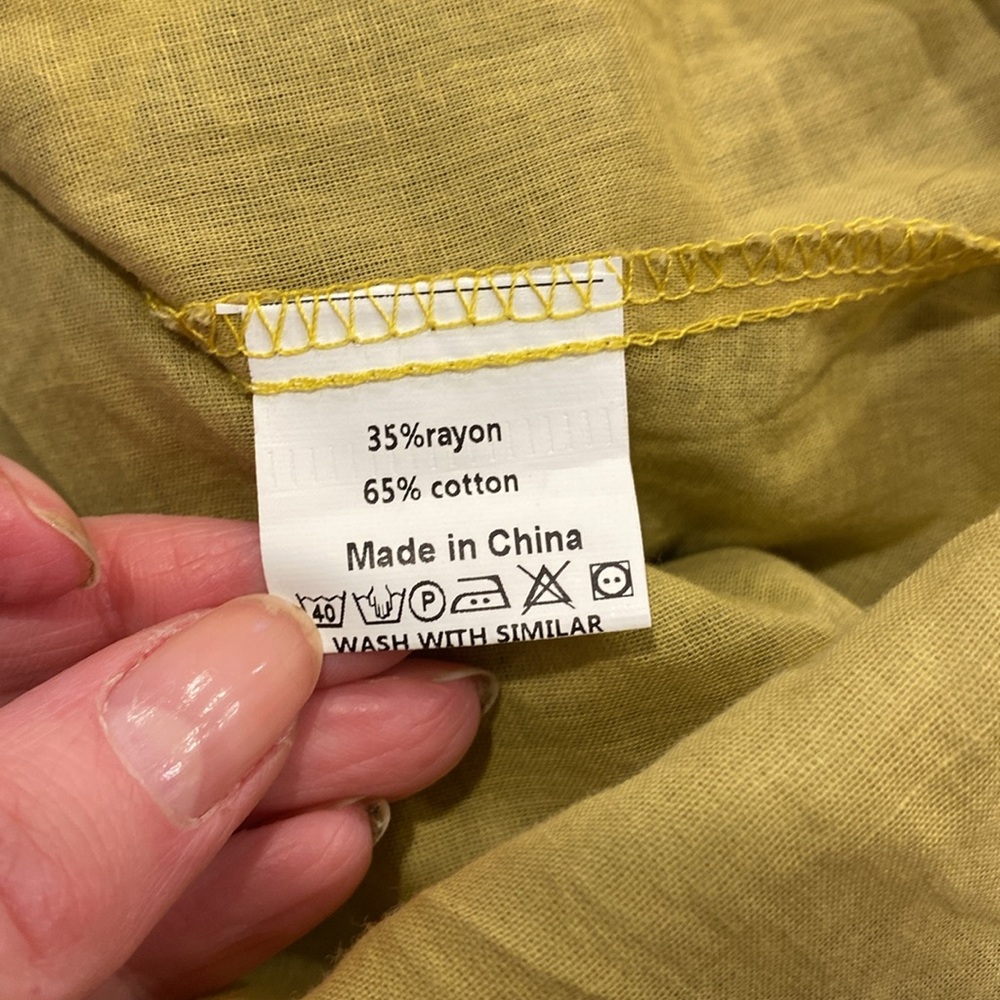 35%rayon
65% cotton
Made in China
40 P
WASH WITH SIMILAR